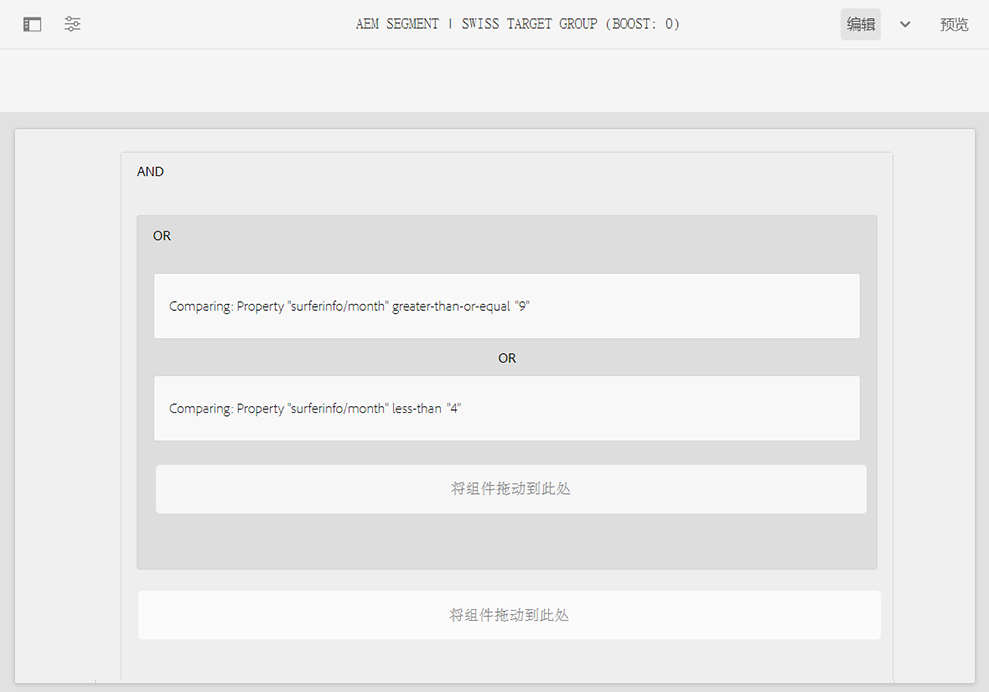 AEM SEGMENT | SWISS TARGET GROUP (BOOST: 0)
编辑
预览
AND
OR
Comparing: Property "surferinfo/month" greater-than-or-equal "9"
OR
Comparing: Property "surferinfo/month" less-than "4"
将组件拖动到此处
将组件拖动到此处